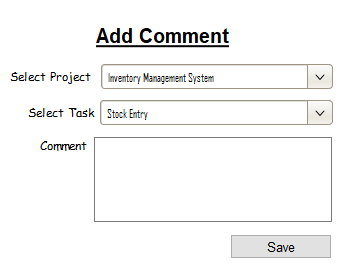 Add Comment
Select Project Inventory Management System
Select Task Stock Entry
Comment
Save